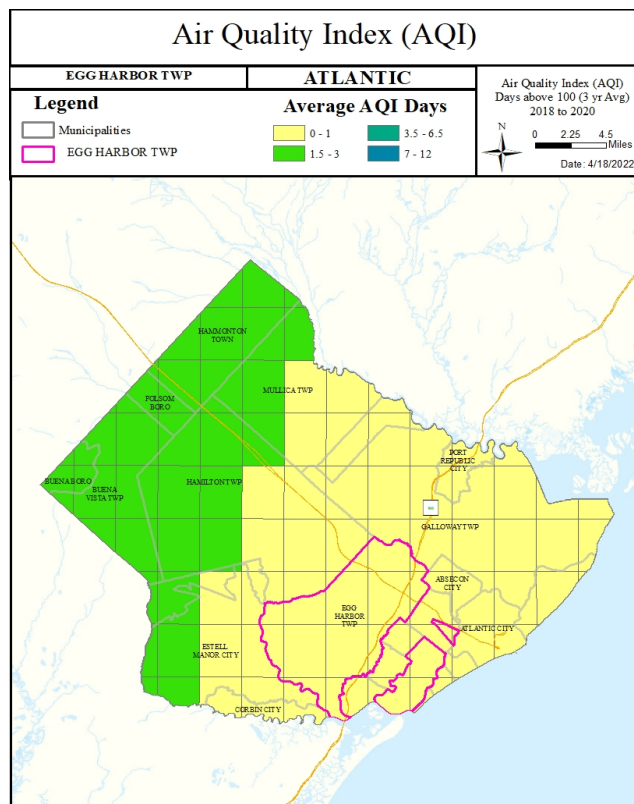 Air Quality Index (AQI)
EGG HARBOR TWP
ATLANTIC
Air Quality Index (AQI)
Days above 100 (3 yr Avg)
2018 to 2020
Legend
Municipalities
EGG HARBOR TWP
Average AQI Days
0 - 1
3.5 - 6.5
1.5 - 3
7 - 12
N
0 2.25 4.5
Miles
Date: 4/18/2022
HAMMONTON
TOWN
MULLICA TWP
FOLSOM
BORO
PORT
REPUBLIC
CITY
BUENA BORO
BUENA
VISTA TWP
HAMILTON TWP
GALLOWAY TWP
ABSECON
CITY
EGG
HARBOR
TWP
ATLANTIC CITY
ESTELL
MANOR CITY
CORBIN CITY